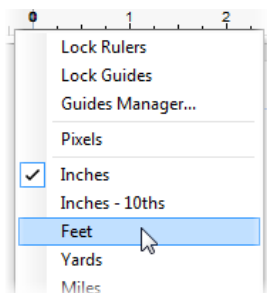 0 1 2
Lock Rulers
Lock Guides
Guides Manager...
Pixels
Inches
Inches - 10ths
Feet
Yards
Miles